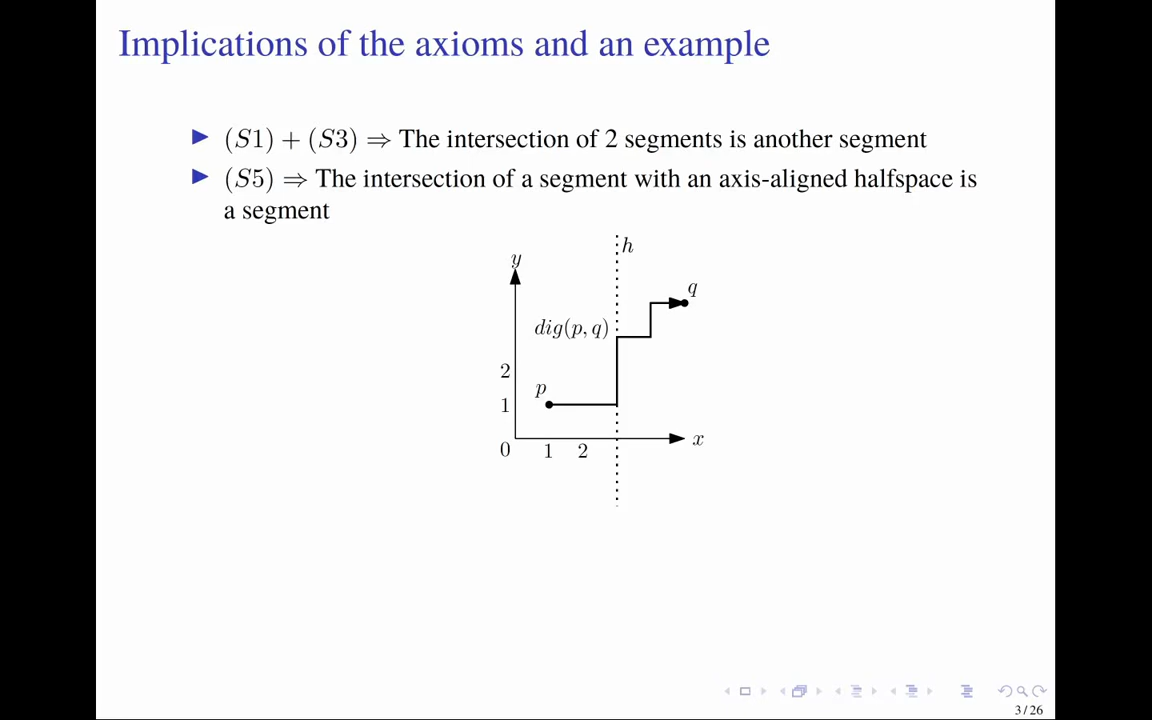 Implications of the axioms and an example
▶ (S1) + (S3) ⇒ The intersection of 2 segments is another segment
▶ (S5) ⇒ The intersection of a segment with an axis-aligned halfspace is
a segment
h
y
q
dig(p, q)
2
p
1
x
0 1 2
3 / 26